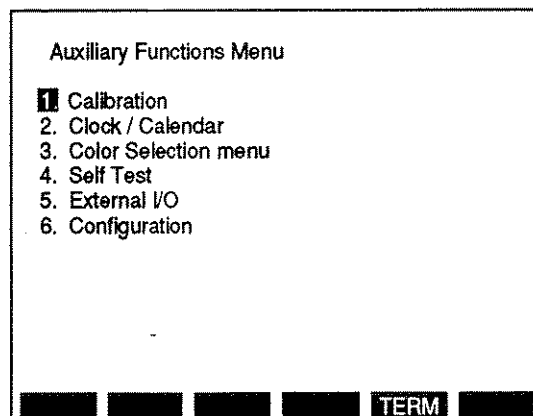 Auxiliary Functions Menu
1. Calibration
2. Clock / Calendar
3. Color Selection menu
4. Self Test
5. External I/O
6. Configuration
TERM